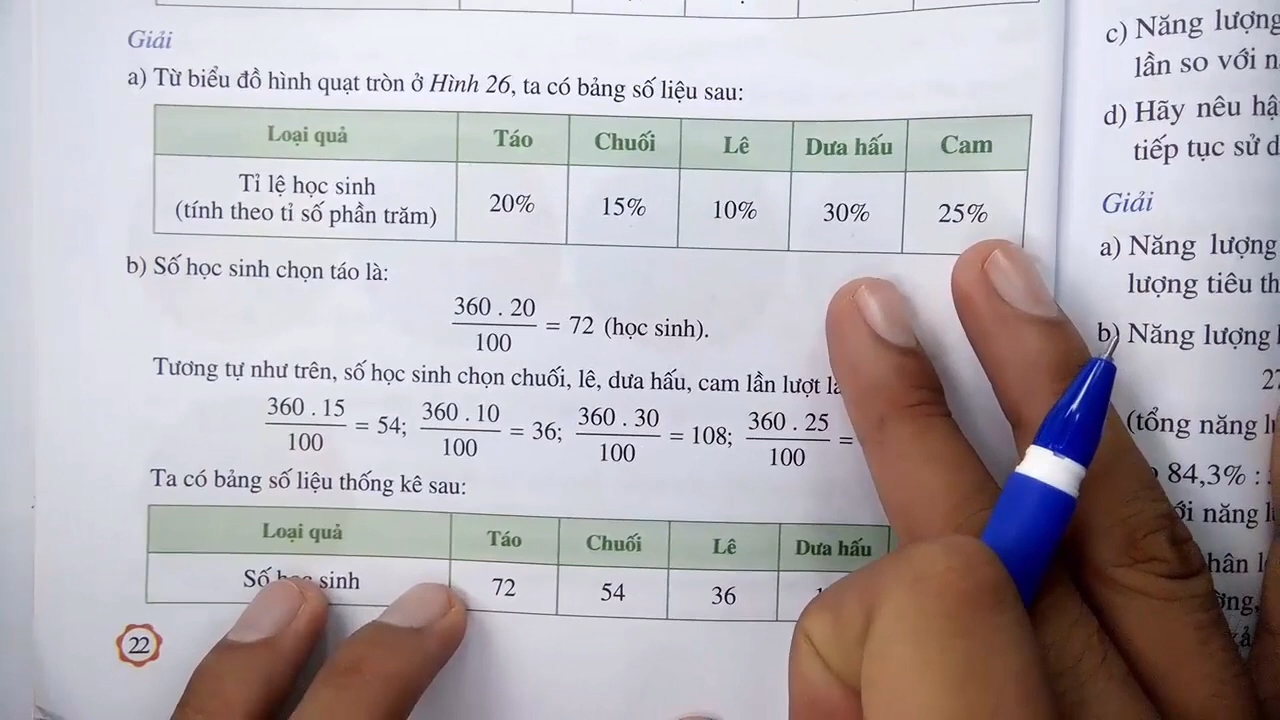 Giải
a) Từ biểu đồ hình quạt tròn ở Hình 26, ta có bảng số liệu sau:
Loại quả Táo Chuối Lê Dưa hấu Cam
Tỉ lệ học sinh
(tính theo tỉ số phần trăm) 20% 15% 10% 30% 25%
b) Số học sinh chọn táo là:
360 . 20
100
= 72 (học sinh).
Tương tự như trên, số học sinh chọn chuối, lê, dưa hấu, cam lần lượt
360 . 15
100
= 54;
360 . 10
100
= 36;
360 . 30
100
= 108;
360 . 25
100
=
Ta có bảng số liệu thống kê sau:
Loại quả Táo Chuối Lê Dưa hấu
Số sinh 72 54 36
22
c) Năng lượng
lần so với
d) Hãy nêu
tiếp tục sử
Giải
a) Năng lượng
lượng tiêu
b) Năng lượng
(tổng năng
84,3% :
năng